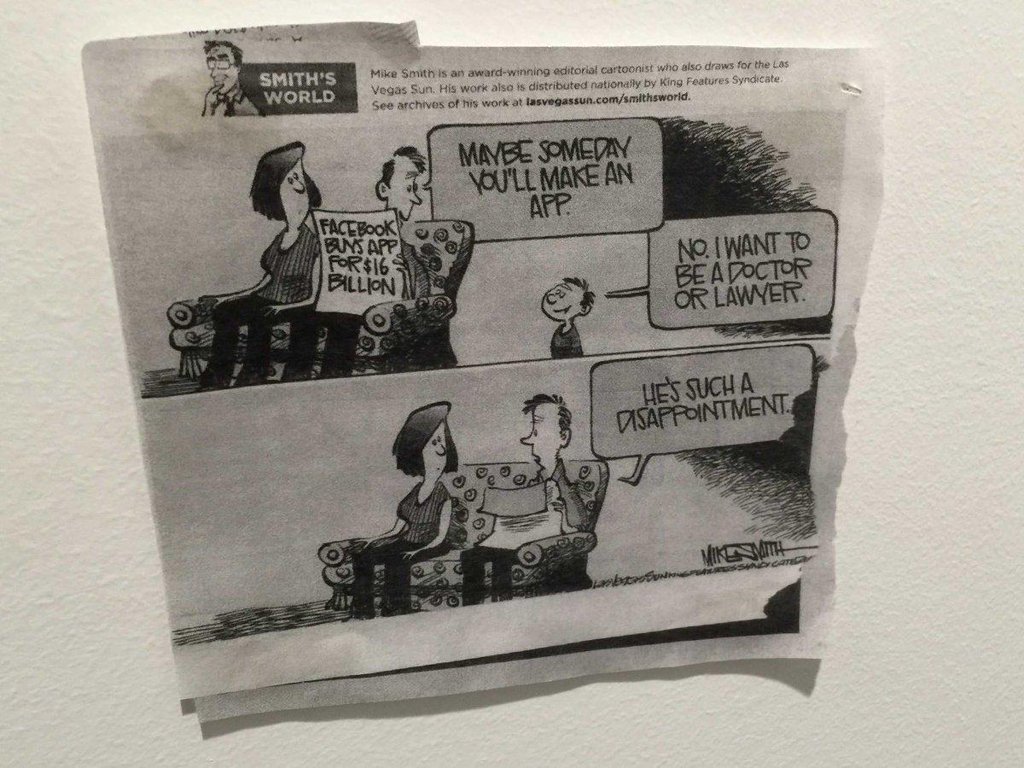 SMITH'S
WORLD
Mike Smith is an award-winning editorial cartoonist who also draws for the Las
Vegas Sun. His work also is distributed nationally by King Features Syndicate.
See archives of his work at lasvegassun.com/smithsworld.
MAYBE SOMEDAY
YOU'LL MAKE AN
APP.
FACEBOOK
BUYS APP
FOR $16
BILLION
NO. I WANT TO
BE A DOCTOR
OR LAWYER.
HE'S SUCH A
DISAPPOINTMENT.
MIKE SMITH